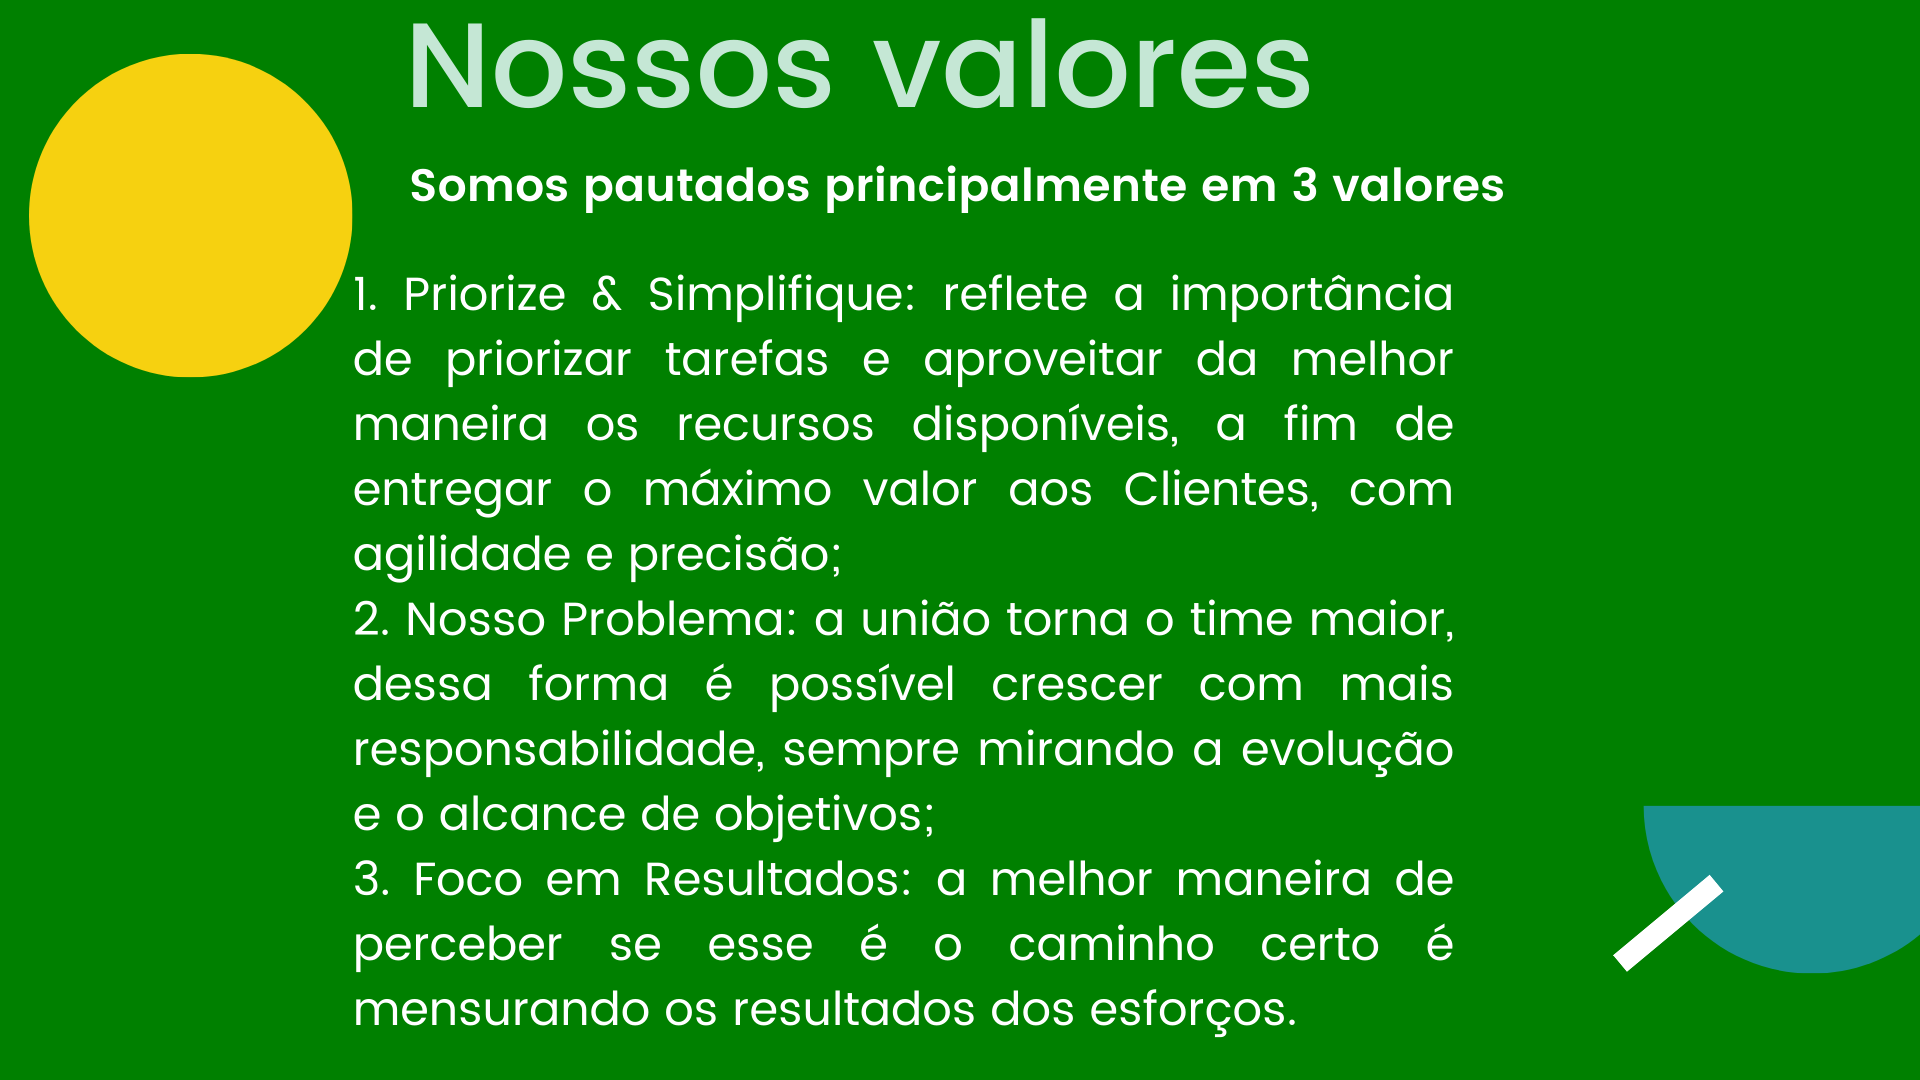 Nossos valores
Somos pautados principalmente em 3 valores
1. Priorize & Simplifique: reflete a importância
de priorizar tarefas e aproveitar da melhor
maneira os recursos disponíveis, a fim de
entregar o máximo valor aos Clientes, com
agilidade e precisão;
2. Nosso Problema: a união torna o time maior,
dessa forma é possível crescer com mais
responsabilidade, sempre mirando a evolução
e o alcance de objetivos;
3. Foco em Resultados: a melhor maneira de
perceber se esse é o caminho certo é
mensurando os resultados dos esforços.